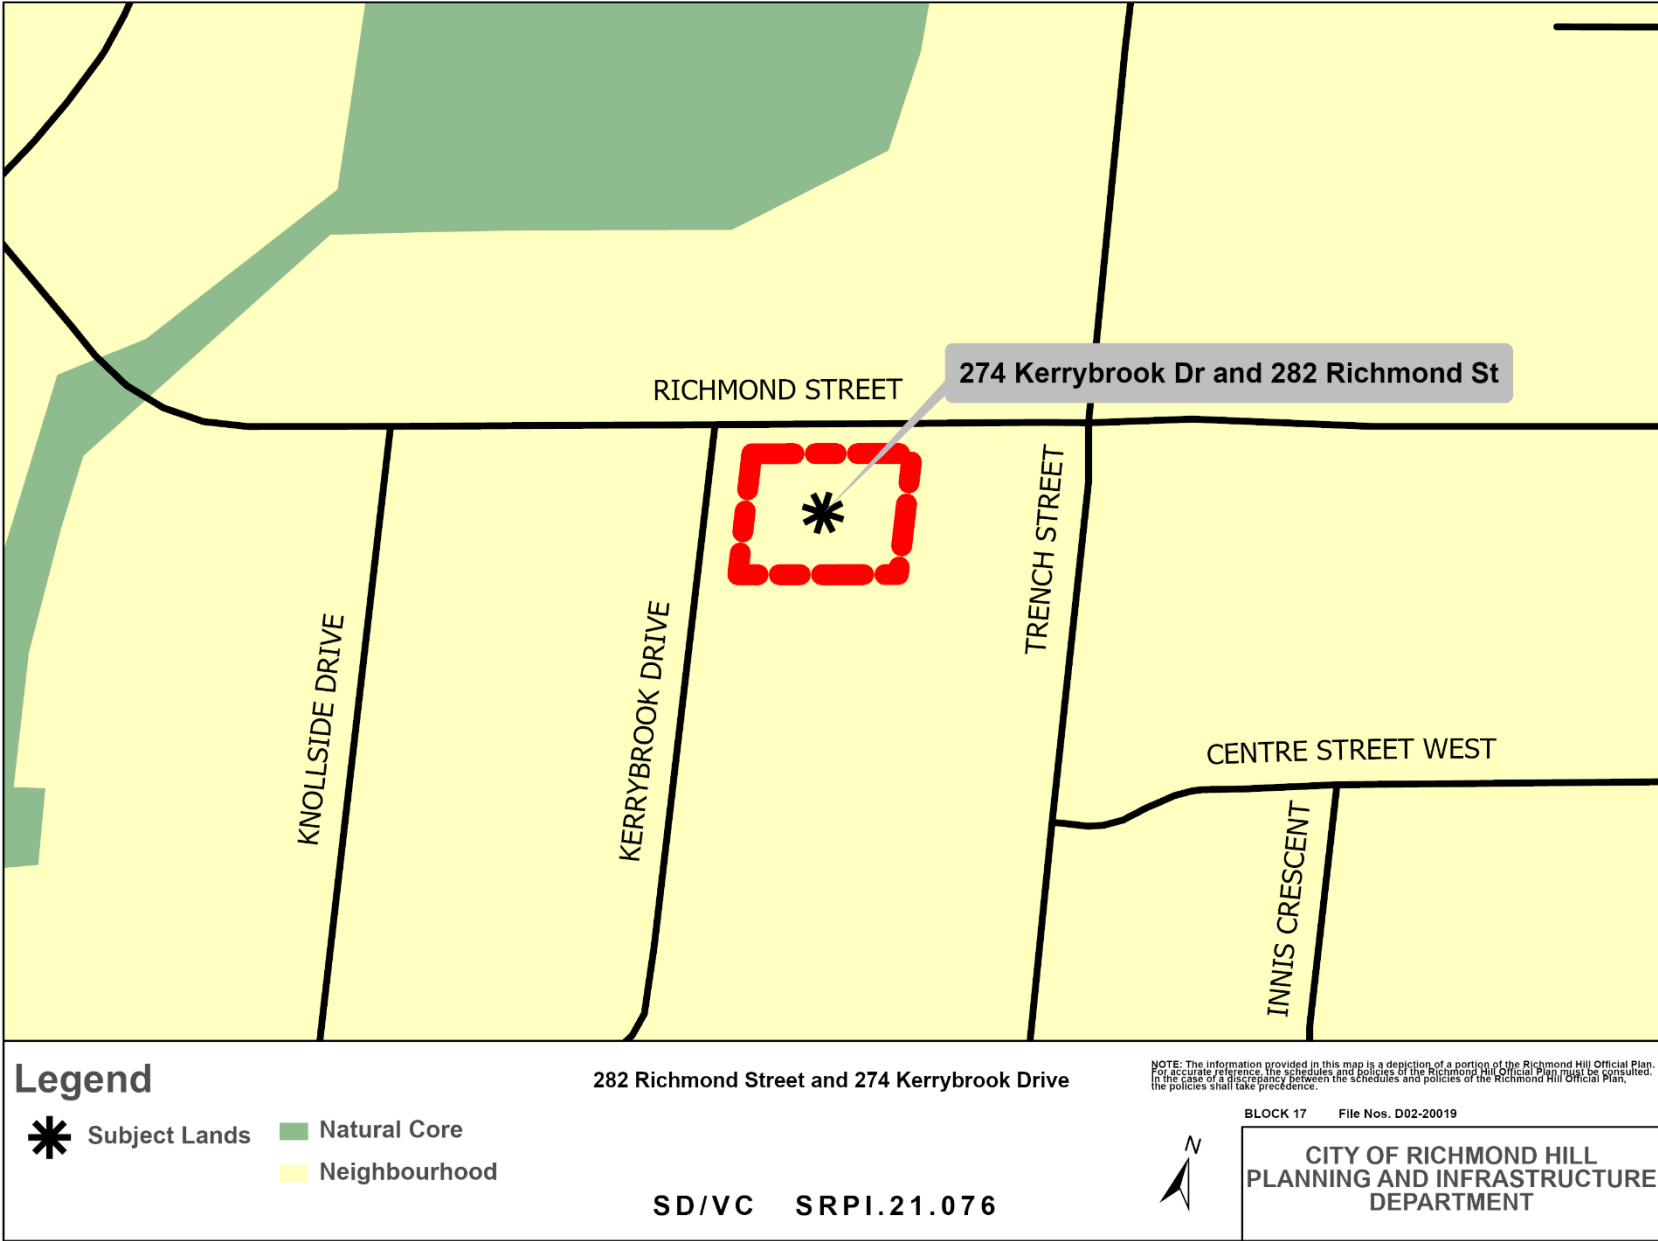 274 Kerrybrook Dr and 282 Richmond St
RICHMOND STREET
TRENCH STREET
KNOLLSIDE DRIVE
KERRYBROOK DRIVE
CENTRE STREET WEST
INNIS CRESCENT
Legend
Subject Lands
Natural Core
Neighbourhood
282 Richmond Street and 274 Kerrybrook Drive
SD/VC SRPI.21.076
NOTE: The information provided in this map is a depiction of a portion of the Richmond Hill Official Plan.
For accurate reference, the schedules and policies of the Richmond Hill Official Plan must be consulted.
In the case of a discrepancy between the schedules and policies of the Richmond Hill Official Plan,
the policies shall take precedence.
BLOCK 17 File Nos. D02-20019
N
CITY OF RICHMOND HILL
PLANNING AND INFRASTRUCTURE
DEPARTMENT